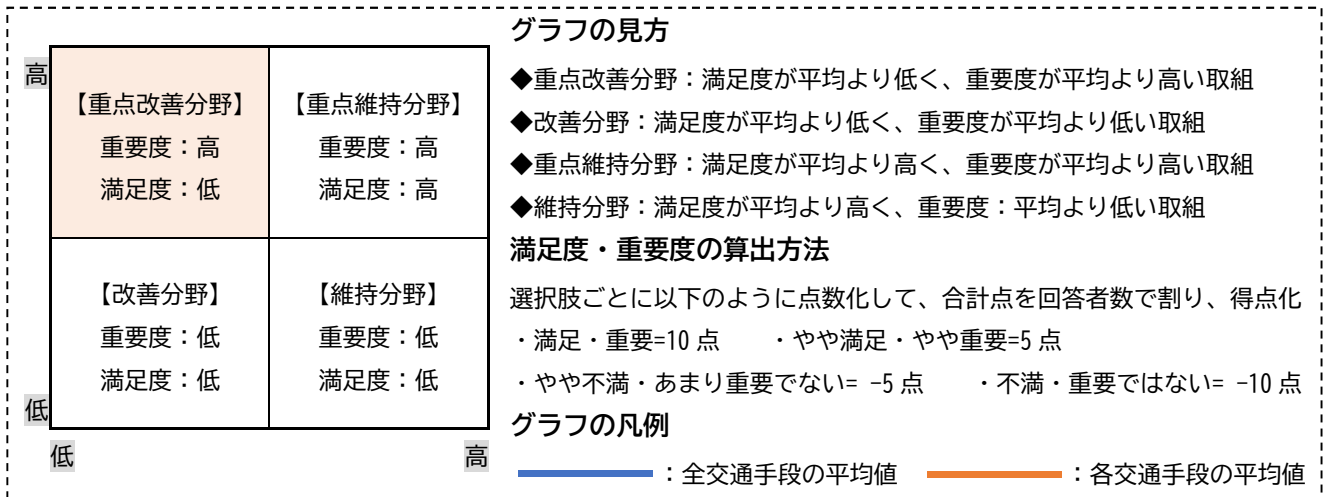 高
【重点改善分野】
重要度：高
満足度：低
【重点維持分野】
重要度：高
満足度：高
【改善分野】
重要度：低
満足度：低
【維持分野】
重要度：低
満足度：低
低
低
高
グラフの見方
◆重点改善分野：満足度が平均より低く、重要度が平均より高い取組
◆改善分野：満足度が平均より低く、重要度が平均より低い取組
◆重点維持分野：満足度が平均より高く、重要度が平均より高い取組
◆維持分野：満足度が平均より高く、重要度：平均より低い取組
満足度・重要度の算出方法
選択肢ごとに以下のように点数化して、合計点を回答者数で割り、得点化
・満足・重要=10 点　　・やや満足・やや重要=5 点
・やや不満・あまり重要でない= -5 点　　・不満・重要ではない= -10 点
グラフの凡例
：全交通手段の平均値　　：各交通手段の平均値